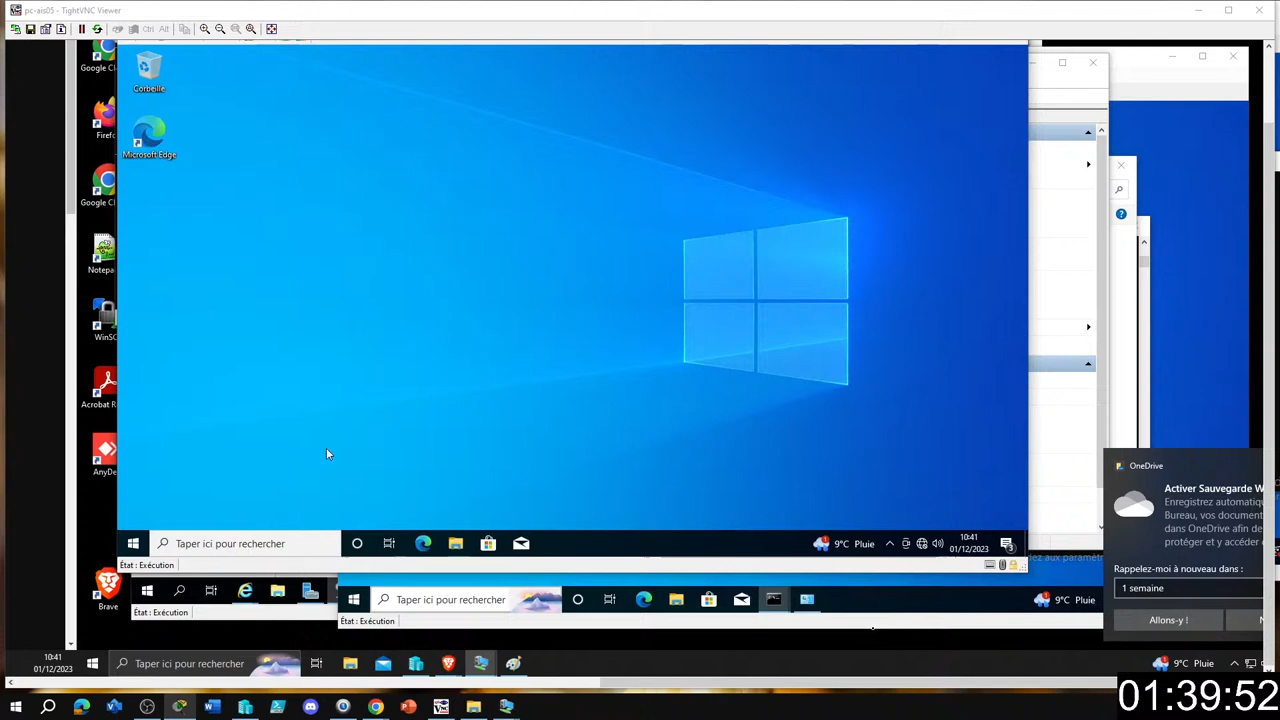 pc-ais05 - TightVNC Viewer
Ctrl Alt
Google Cl
Firefo
Google Cl
Notepa
WinSC
Acrobat R
AnyDe
Brave
Corbeille
Microsoft Edge
OneDrive
Activer Sauvegarde W
Enregistrez automatiq
Bureau, vos document
dans OneDrive afin de
protéger et y accéder
Rappelez-moi à nouveau dans :
1 semaine
Allons-y !
N
Taper ici pour rechercher
9°C Pluie
10:41
01/12/2023
3
État : Exécution
État : Exécution
Taper ici pour rechercher
9°C Pluie
État : Exécution
10:41
01/12/2023
Taper ici pour rechercher
9°C Pluie
01:39:52